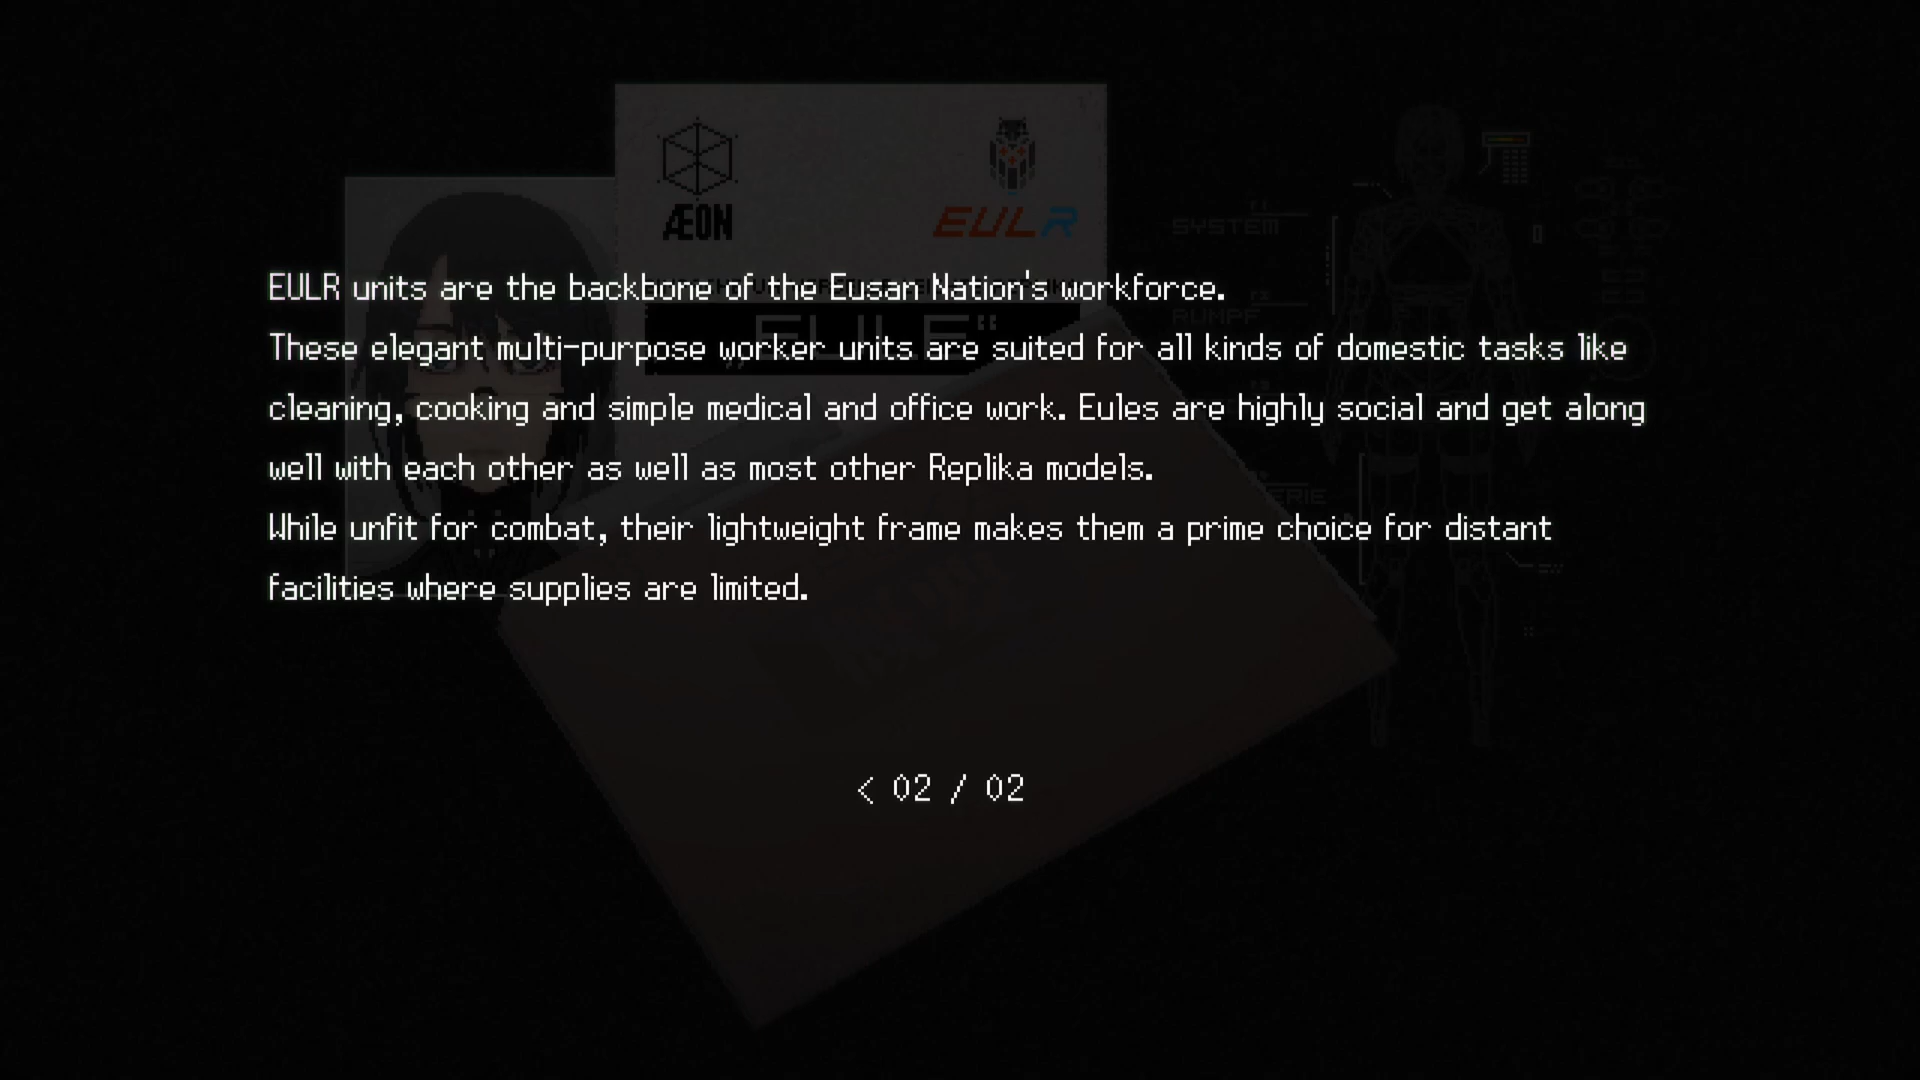 ÆON
EULR
SYSTEM
EULR units are the backbone of the Eusan Nation's workforce.
RUMPF
„EULE“
These elegant multi-purpose worker units are suited for all kinds of domestic tasks like
cleaning, cooking and simple medical and office work. Eules are highly social and get along
well with each other as well as most other Replika models.
While unfit for combat, their lightweight frame makes them a prime choice for distant
facilities where supplies are limited.
< 02 / 02